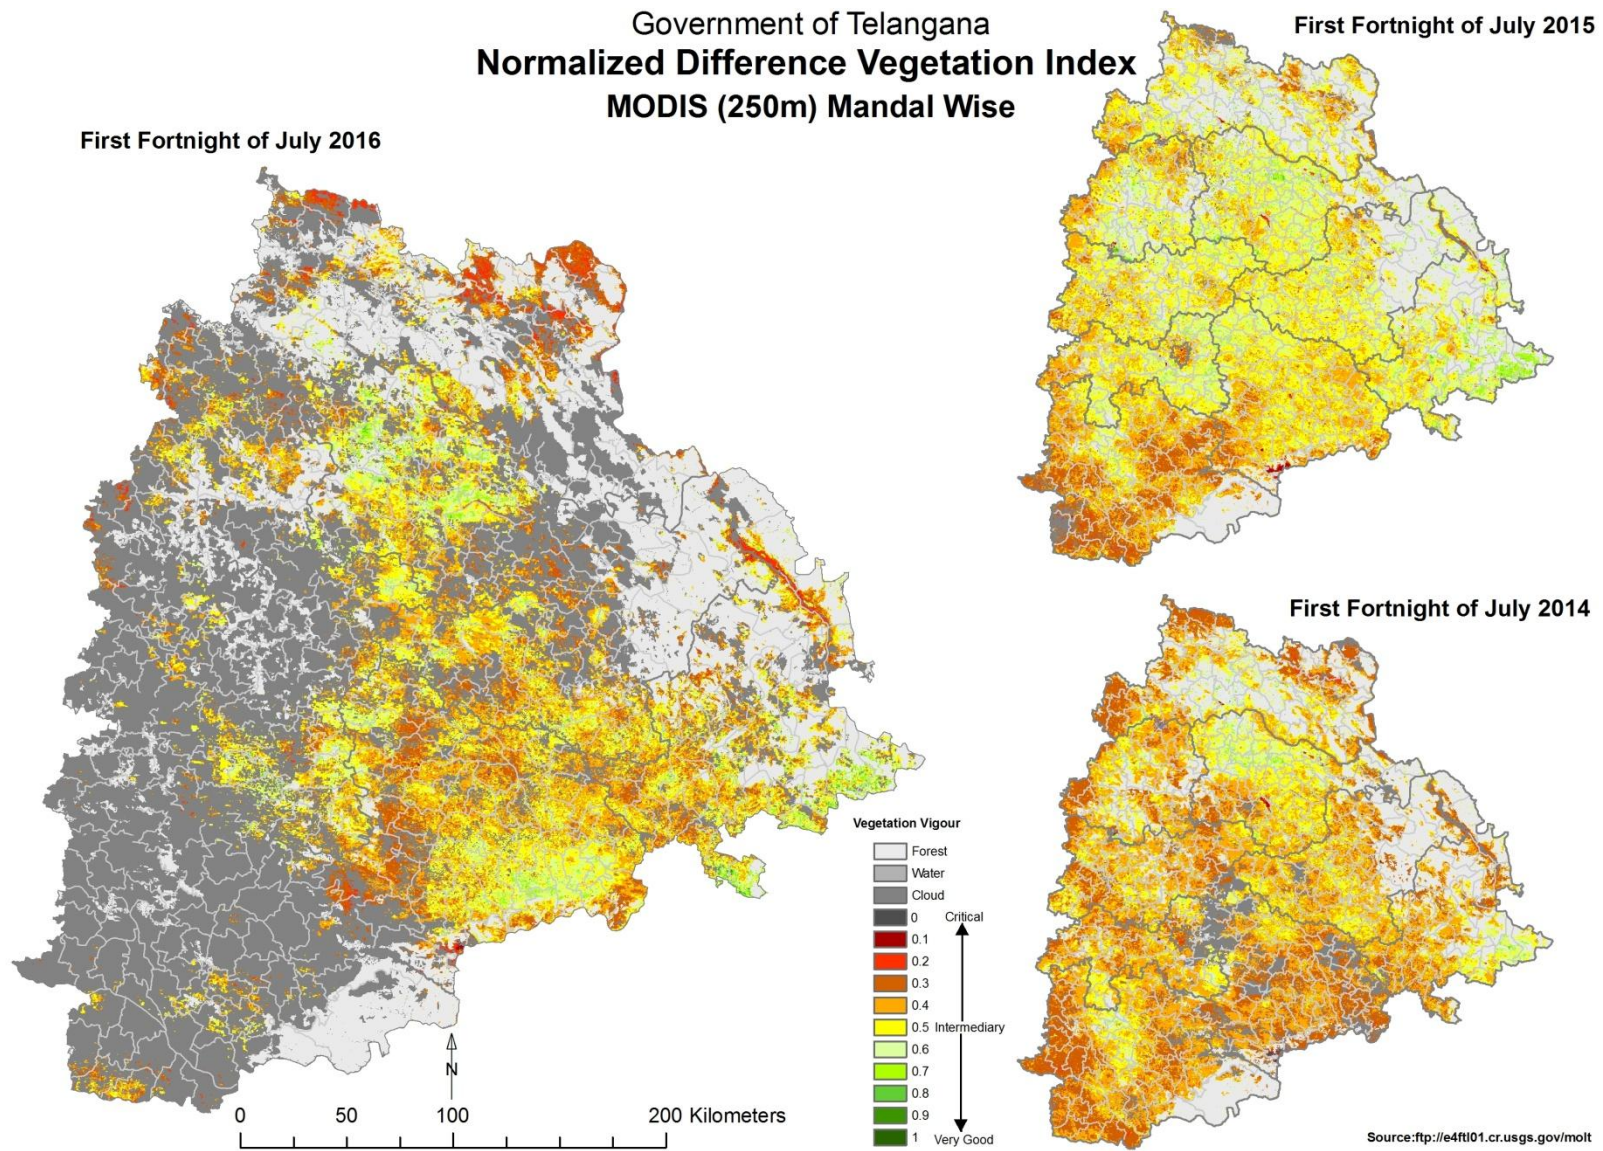 Government of Telangana
Normalized Difference Vegetation Index
MODIS (250m) Mandal Wise
First Fortnight of July 2015
First Fortnight of July 2016
First Fortnight of July 2014
Vegetation Vigour
Forest
Water
Cloud
0 Critical
0.1
0.2
0.3
0.4
0.5 Intermediary
0.6
0.7
0.8
0.9
1 Very Good
N
0 50 100 200 Kilometers
Source:ftp://e4ftl01.cr.usgs.gov/molt